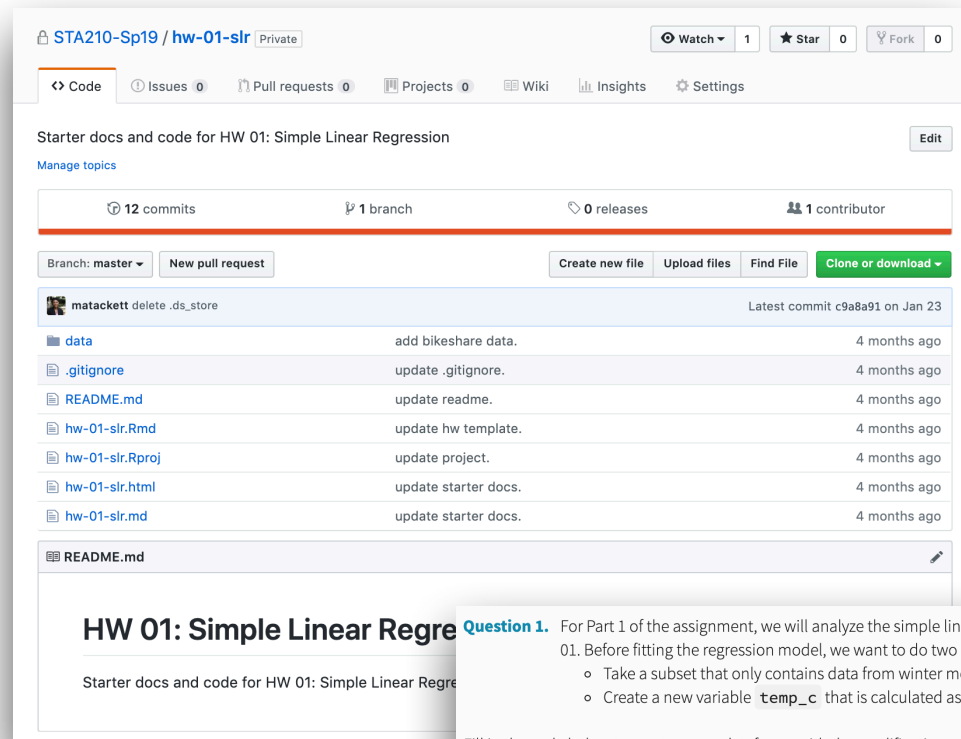 STA210-Sp19 / hw-01-slr Private
Watch 1 Star 0 Fork 0
Code Issues 0 Pull requests 0 Projects 0 Wiki Insights Settings
Starter docs and code for HW 01: Simple Linear Regression Edit
Manage topics
12 commits 1 branch 0 releases 1 contributor
Branch: master New pull request Create new file Upload files Find File Clone or download
matackett delete .ds_store Latest commit c9a8a91 on Jan 23
data add bikeshare data. 4 months ago
.gitignore update .gitignore. 4 months ago
README.md update readme. 4 months ago
hw-01-slr.Rmd update hw template. 4 months ago
hw-01-slr.Rproj update project. 4 months ago
hw-01-slr.html update starter docs. 4 months ago
hw-01-slr.md update starter docs. 4 months ago
README.md
HW 01: Simple Linear Regre
Starter docs and code for HW 01: Simple Linear Regre
Question 1. For Part 1 of the assignment, we will analyze the simple lin
01. Before fitting the regression model, we want to do two
Take a subset that only contains data from winter m
Create a new variable temp_c that is calculated as